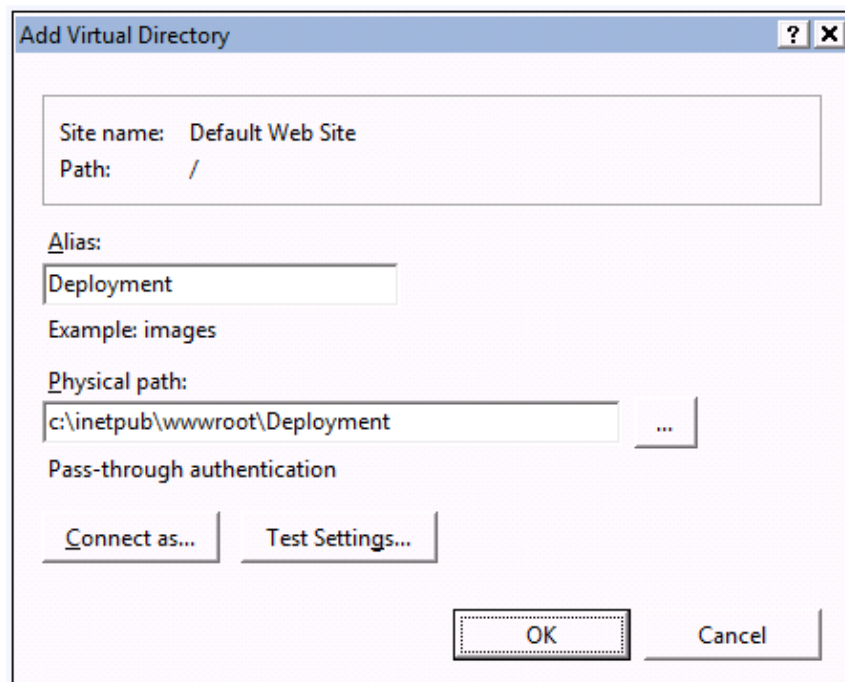 Add Virtual Directory
? X
Site name: Default Web Site
Path: /
Alias:
Deployment
Example: images
Physical path:
c:\inetpub\wwwroot\Deployment
...
Pass-through authentication
Connect as... Test Settings...
OK Cancel